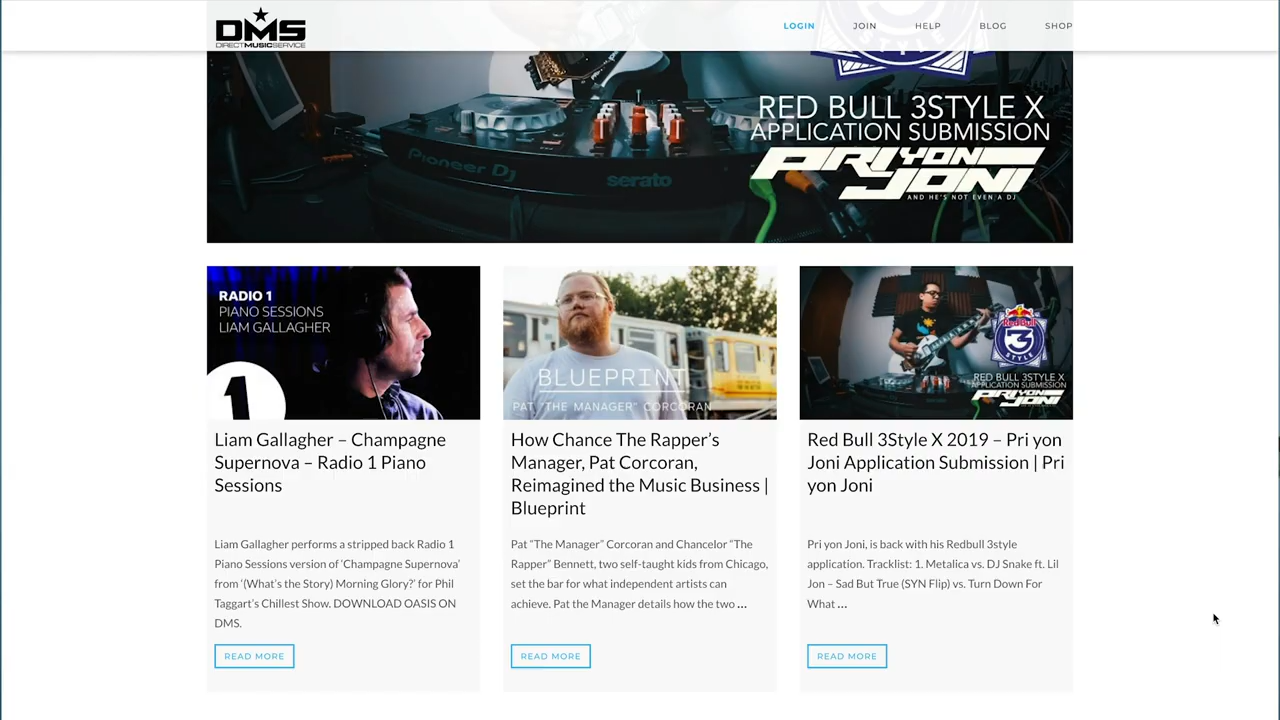 DMS
DIRECTMUSICSERVICE
LOGIN JOIN HELP BLOG SHOP
RED BULL 3STYLE X
APPLICATION SUBMISSION
PRI YON
JONI
AND HE'S NOT EVEN A DJ
Pioneer Dj
serato
RADIO 1
PIANO SESSIONS
LIAM GALLAGHER
1
Liam Gallagher – Champagne
Supernova – Radio 1 Piano
Sessions
Liam Gallagher performs a stripped back Radio 1
Piano Sessions version of ‘Champagne Supernova’
from ‘(What’s the Story) Morning Glory?’ for Phil
Taggart’s Chillest Show. DOWNLOAD OASIS ON
DMS.
READ MORE
BLUEPRINT
PAT "THE MANAGER" CORCORAN
How Chance The Rapper’s
Manager, Pat Corcoran,
Reimagined the Music Business |
Blueprint
Pat “The Manager” Corcoran and Chancelor “The
Rapper” Bennett, two self-taught kids from Chicago,
set the bar for what independent artists can
achieve. Pat the Manager details how the two ...
READ MORE
Red Bull
3
STYLE
RED BULL 3STYLE X
APPLICATION SUBMISSION
PRI YON
JONI
Red Bull 3Style X 2019 – Pri yon
Joni Application Submission | Pri
yon Joni
Pri yon Joni, is back with his Redbull 3style
application. Tracklist: 1. Metalica vs. DJ Snake ft. Lil
Jon – Sad But True (SYN Flip) vs. Turn Down For
What ...
READ MORE